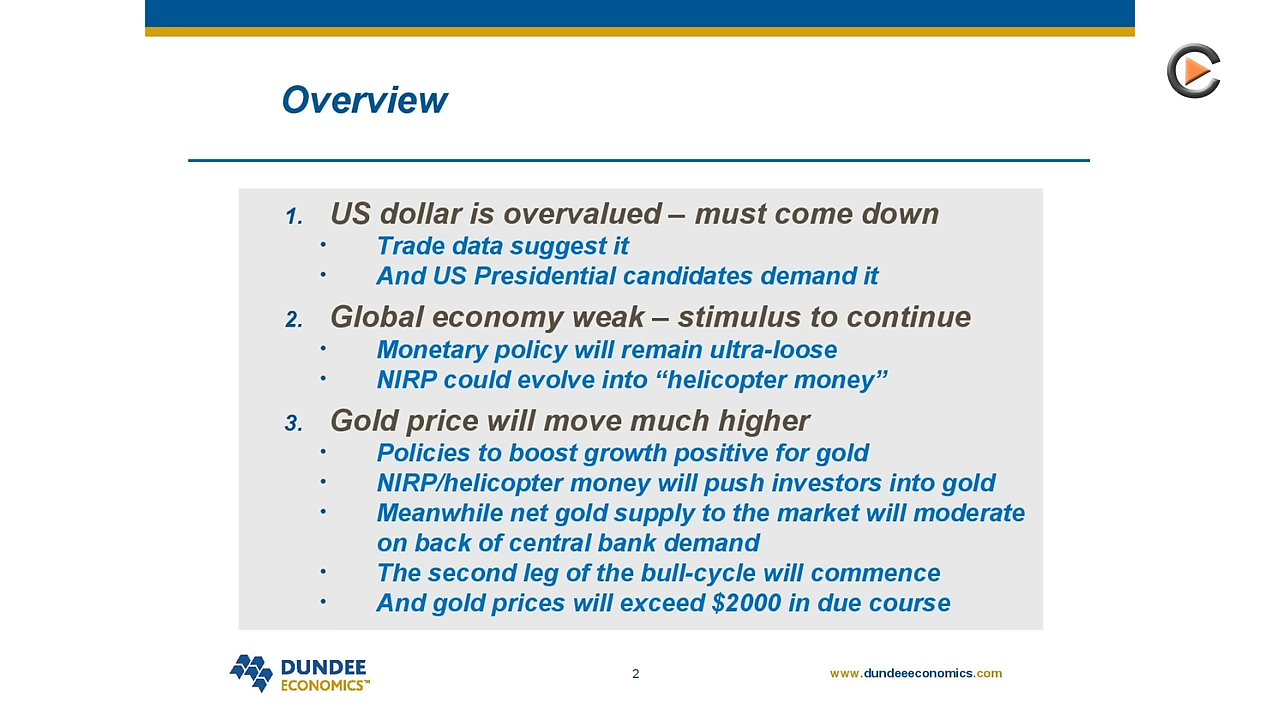 Overview
1. US dollar is overvalued – must come down
• Trade data suggest it
• And US Presidential candidates demand it
2. Global economy weak – stimulus to continue
• Monetary policy will remain ultra-loose
• NIRP could evolve into “helicopter money”
3. Gold price will move much higher
• Policies to boost growth positive for gold
• NIRP/helicopter money will push investors into gold
• Meanwhile net gold supply to the market will moderate
on back of central bank demand
• The second leg of the bull-cycle will commence
• And gold prices will exceed $2000 in due course
DUNDEE
ECONOMICS™
2
www.dundeeeconomics.com